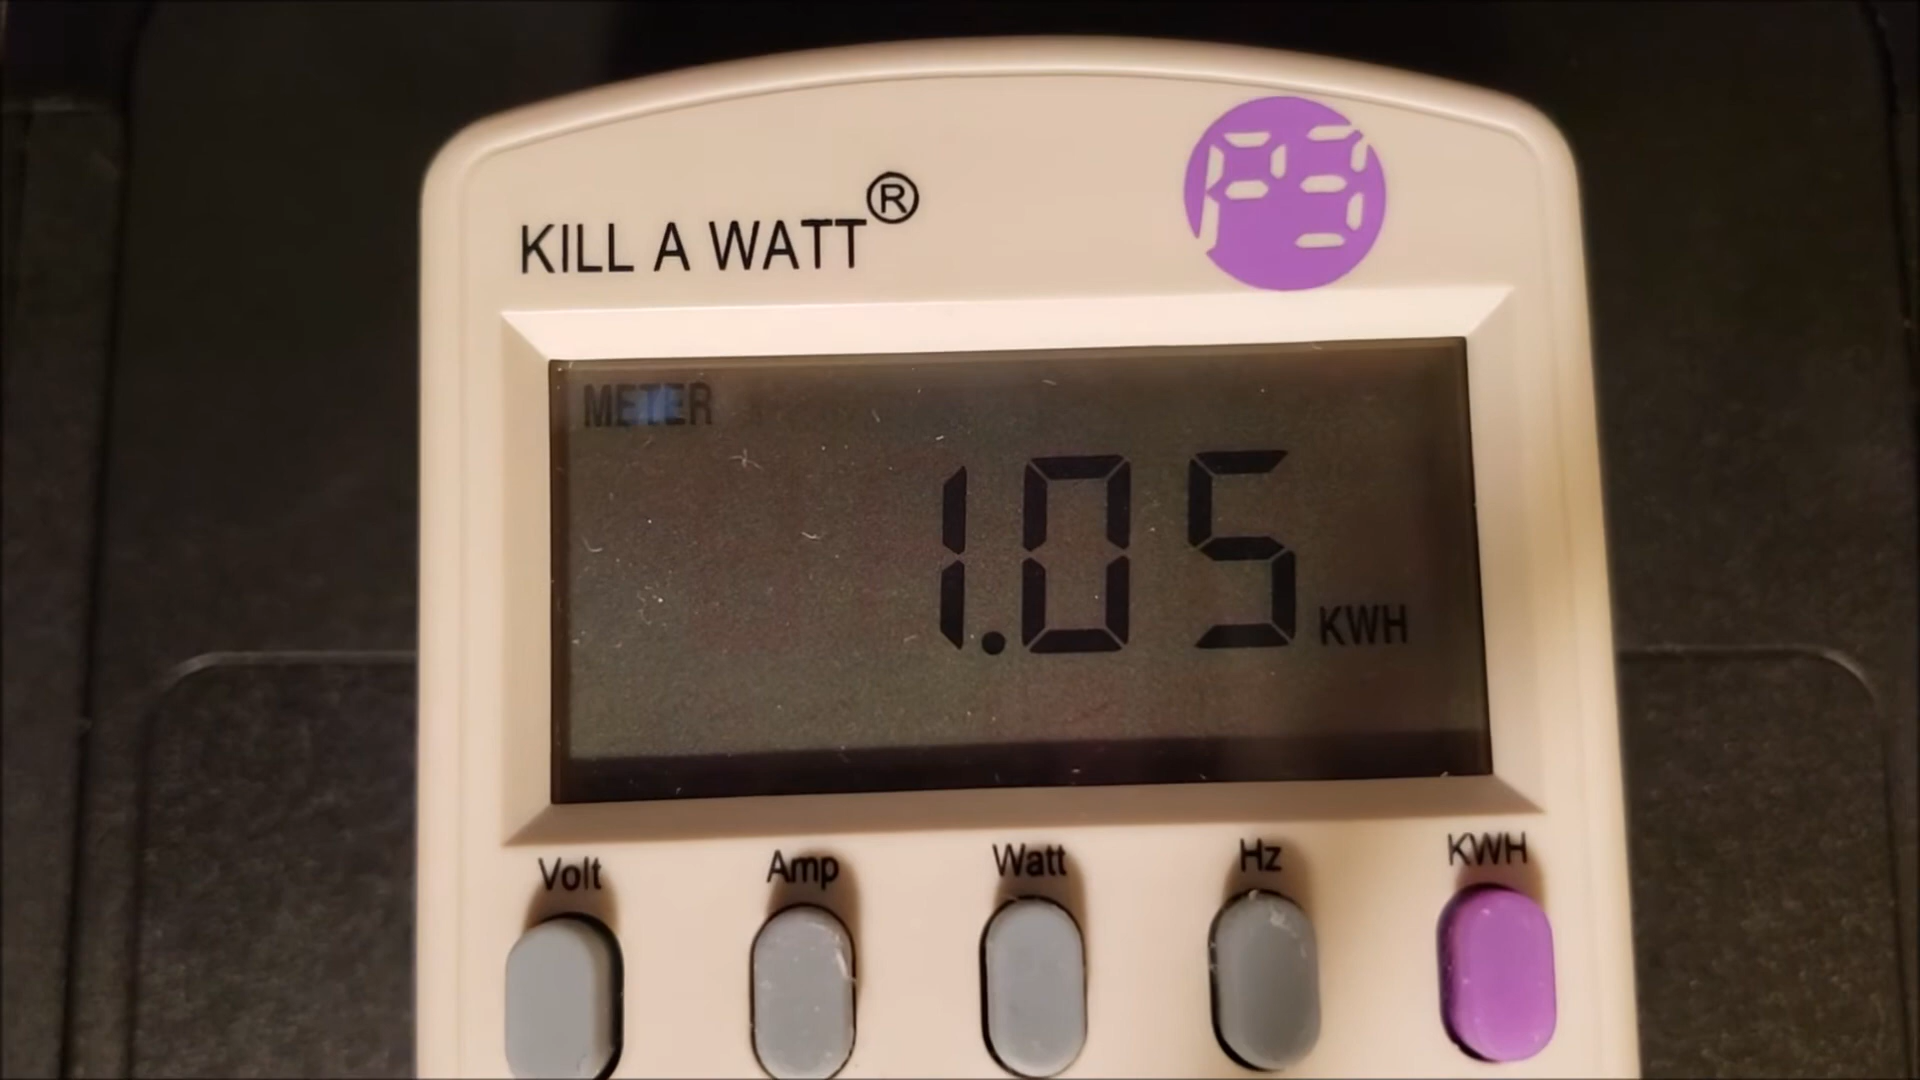 KILL A WATT®
P3
METER
1.05 KWH
Volt Amp Watt Hz KWH